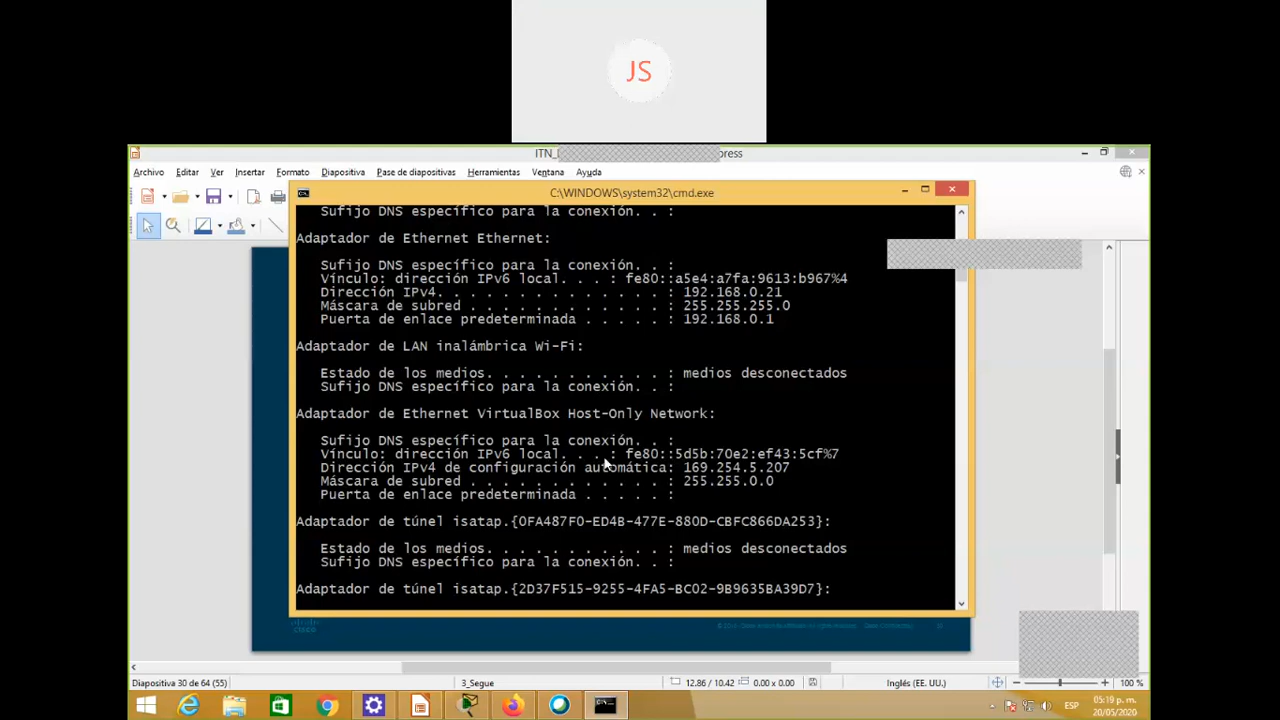 JS
ITN_ press
Archivo Editar Ver Insertar Formato Diapositiva Pase de diapositivas Herramientas Ventana Ayuda
C:\WINDOWS\system32\cmd.exe
Sufijo DNS específico para la conexión. . :
Adaptador de Ethernet Ethernet:
Sufijo DNS específico para la conexión. . :
Vínculo: dirección IPv6 local. . . : fe80::a5e4:a7fa:9613:b967%4
Dirección IPv4. . . . . . . . . . . . . . : 192.168.0.21
Máscara de subred . . . . . . . . . . . . : 255.255.255.0
Puerta de enlace predeterminada . . . . . : 192.168.0.1
Adaptador de LAN inalámbrica Wi-Fi:
Estado de los medios. . . . . . . . . . . : medios desconectados
Sufijo DNS específico para la conexión. . :
Adaptador de Ethernet VirtualBox Host-Only Network:
Sufijo DNS específico para la conexión. . :
Vínculo: dirección IPv6 local. . . : fe80::5d5b:70e2:ef43:5cf%7
Dirección IPv4 de configuración automática: 169.254.5.207
Máscara de subred . . . . . . . . . . . . : 255.255.0.0
Puerta de enlace predeterminada . . . . . :
Adaptador de túnel isatap.{0FA487F0-ED4B-477E-880D-CBFC866DA253}:
Estado de los medios. . . . . . . . . . . : medios desconectados
Sufijo DNS específico para la conexión. . :
Adaptador de túnel isatap.{2D37F515-9255-4FA5-BC02-9B9635BA39D7}:
CISCO
Diapositiva 30 de 64 (55) 3_Segue 12.86 / 10.42 0.00 x 0.00 Inglés (EE. UU.) 100 %
ESP
05:19 p. m.
20/05/2020